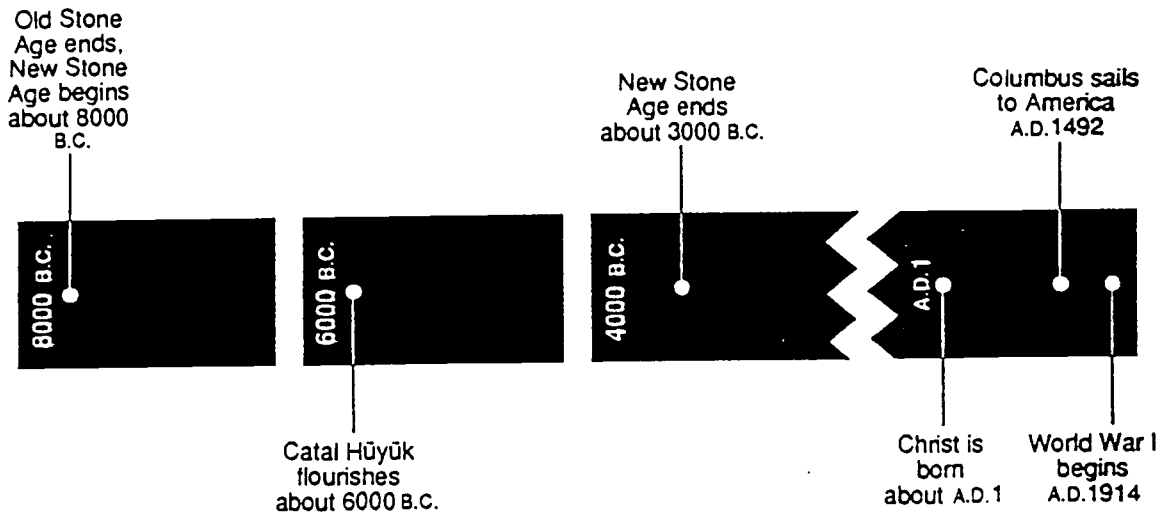 Old Stone
Age ends,
New Stone
Age begins
about 8000
B.C.
New Stone
Age ends
about 3000 B.C.
Columbus sails
to America
A.D.1492
8000 B.C.
6000 B.C.
4000 B.C.
A.D.1
Catal Hüyük
flourishes
about 6000 B.C.
Christ is
born
about A.D.1
World War I
begins
A.D.1914